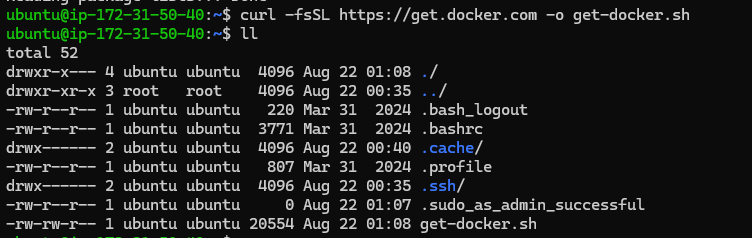 ubuntu@ip-172-31-50-40:~$ curl -fsSL https://get.docker.com -o get-docker.sh
ubuntu@ip-172-31-50-40:~$ ll
total 52
drwxr-x--- 4 ubuntu ubuntu  4096 Aug 22 01:08 ./
drwxr-xr-x 3 root   root    4096 Aug 22 00:35 ../
-rw-r--r-- 1 ubuntu ubuntu   220 Mar 31  2024 .bash_logout
-rw-r--r-- 1 ubuntu ubuntu  3771 Mar 31  2024 .bashrc
drwx------ 2 ubuntu ubuntu  4096 Aug 22 00:40 .cache/
-rw-r--r-- 1 ubuntu ubuntu   807 Mar 31  2024 .profile
drwx------ 2 ubuntu ubuntu  4096 Aug 22 00:35 .ssh/
-rw-r--r-- 1 ubuntu ubuntu     0 Aug 22 01:07 .sudo_as_admin_successful
-rw-rw-r-- 1 ubuntu ubuntu 20554 Aug 22 01:08 get-docker.sh